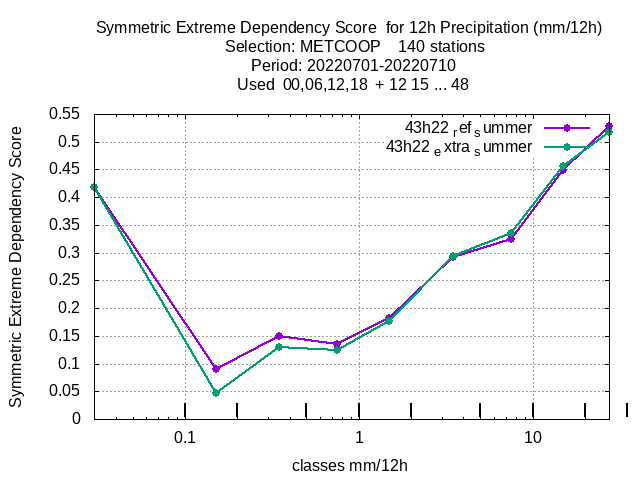 Symmetric Extreme Dependency Score for 12h Precipitation (mm/12h)
Selection: METCOOP 140 stations
Period: 20220701-20220710
Used 00,06,12,18 + 12 15 ... 48
43h22 ref summer
43h22 extra summer
Symmetric Extreme Dependency Score
0.55
0.5
0.45
0.4
0.35
0.3
0.25
0.2
0.15
0.1
0.05
0
0.1 1 10
classes mm/12h